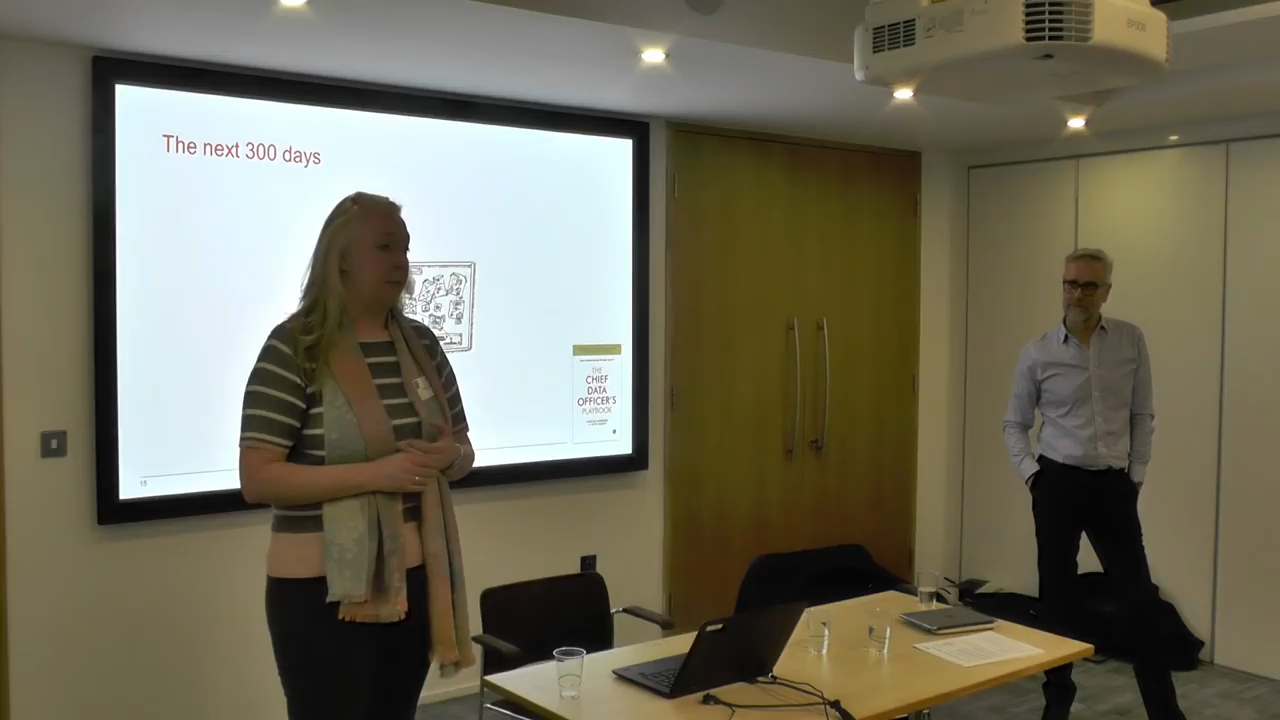 The next 300 days
THE
CHIEF
DATA
OFFICER'S
PLAYBOOK
15
EPSON